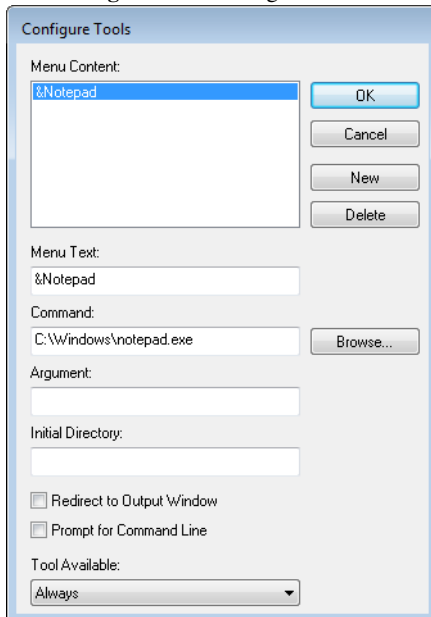 Configure Tools
Menu Content:
&Notepad
OK
Cancel
New
Delete
Menu Text:
&Notepad
Command:
C:\Windows\notepad.exe
Browse...
Argument:
Initial Directory:
Redirect to Output Window
Prompt for Command Line
Tool Available:
Always